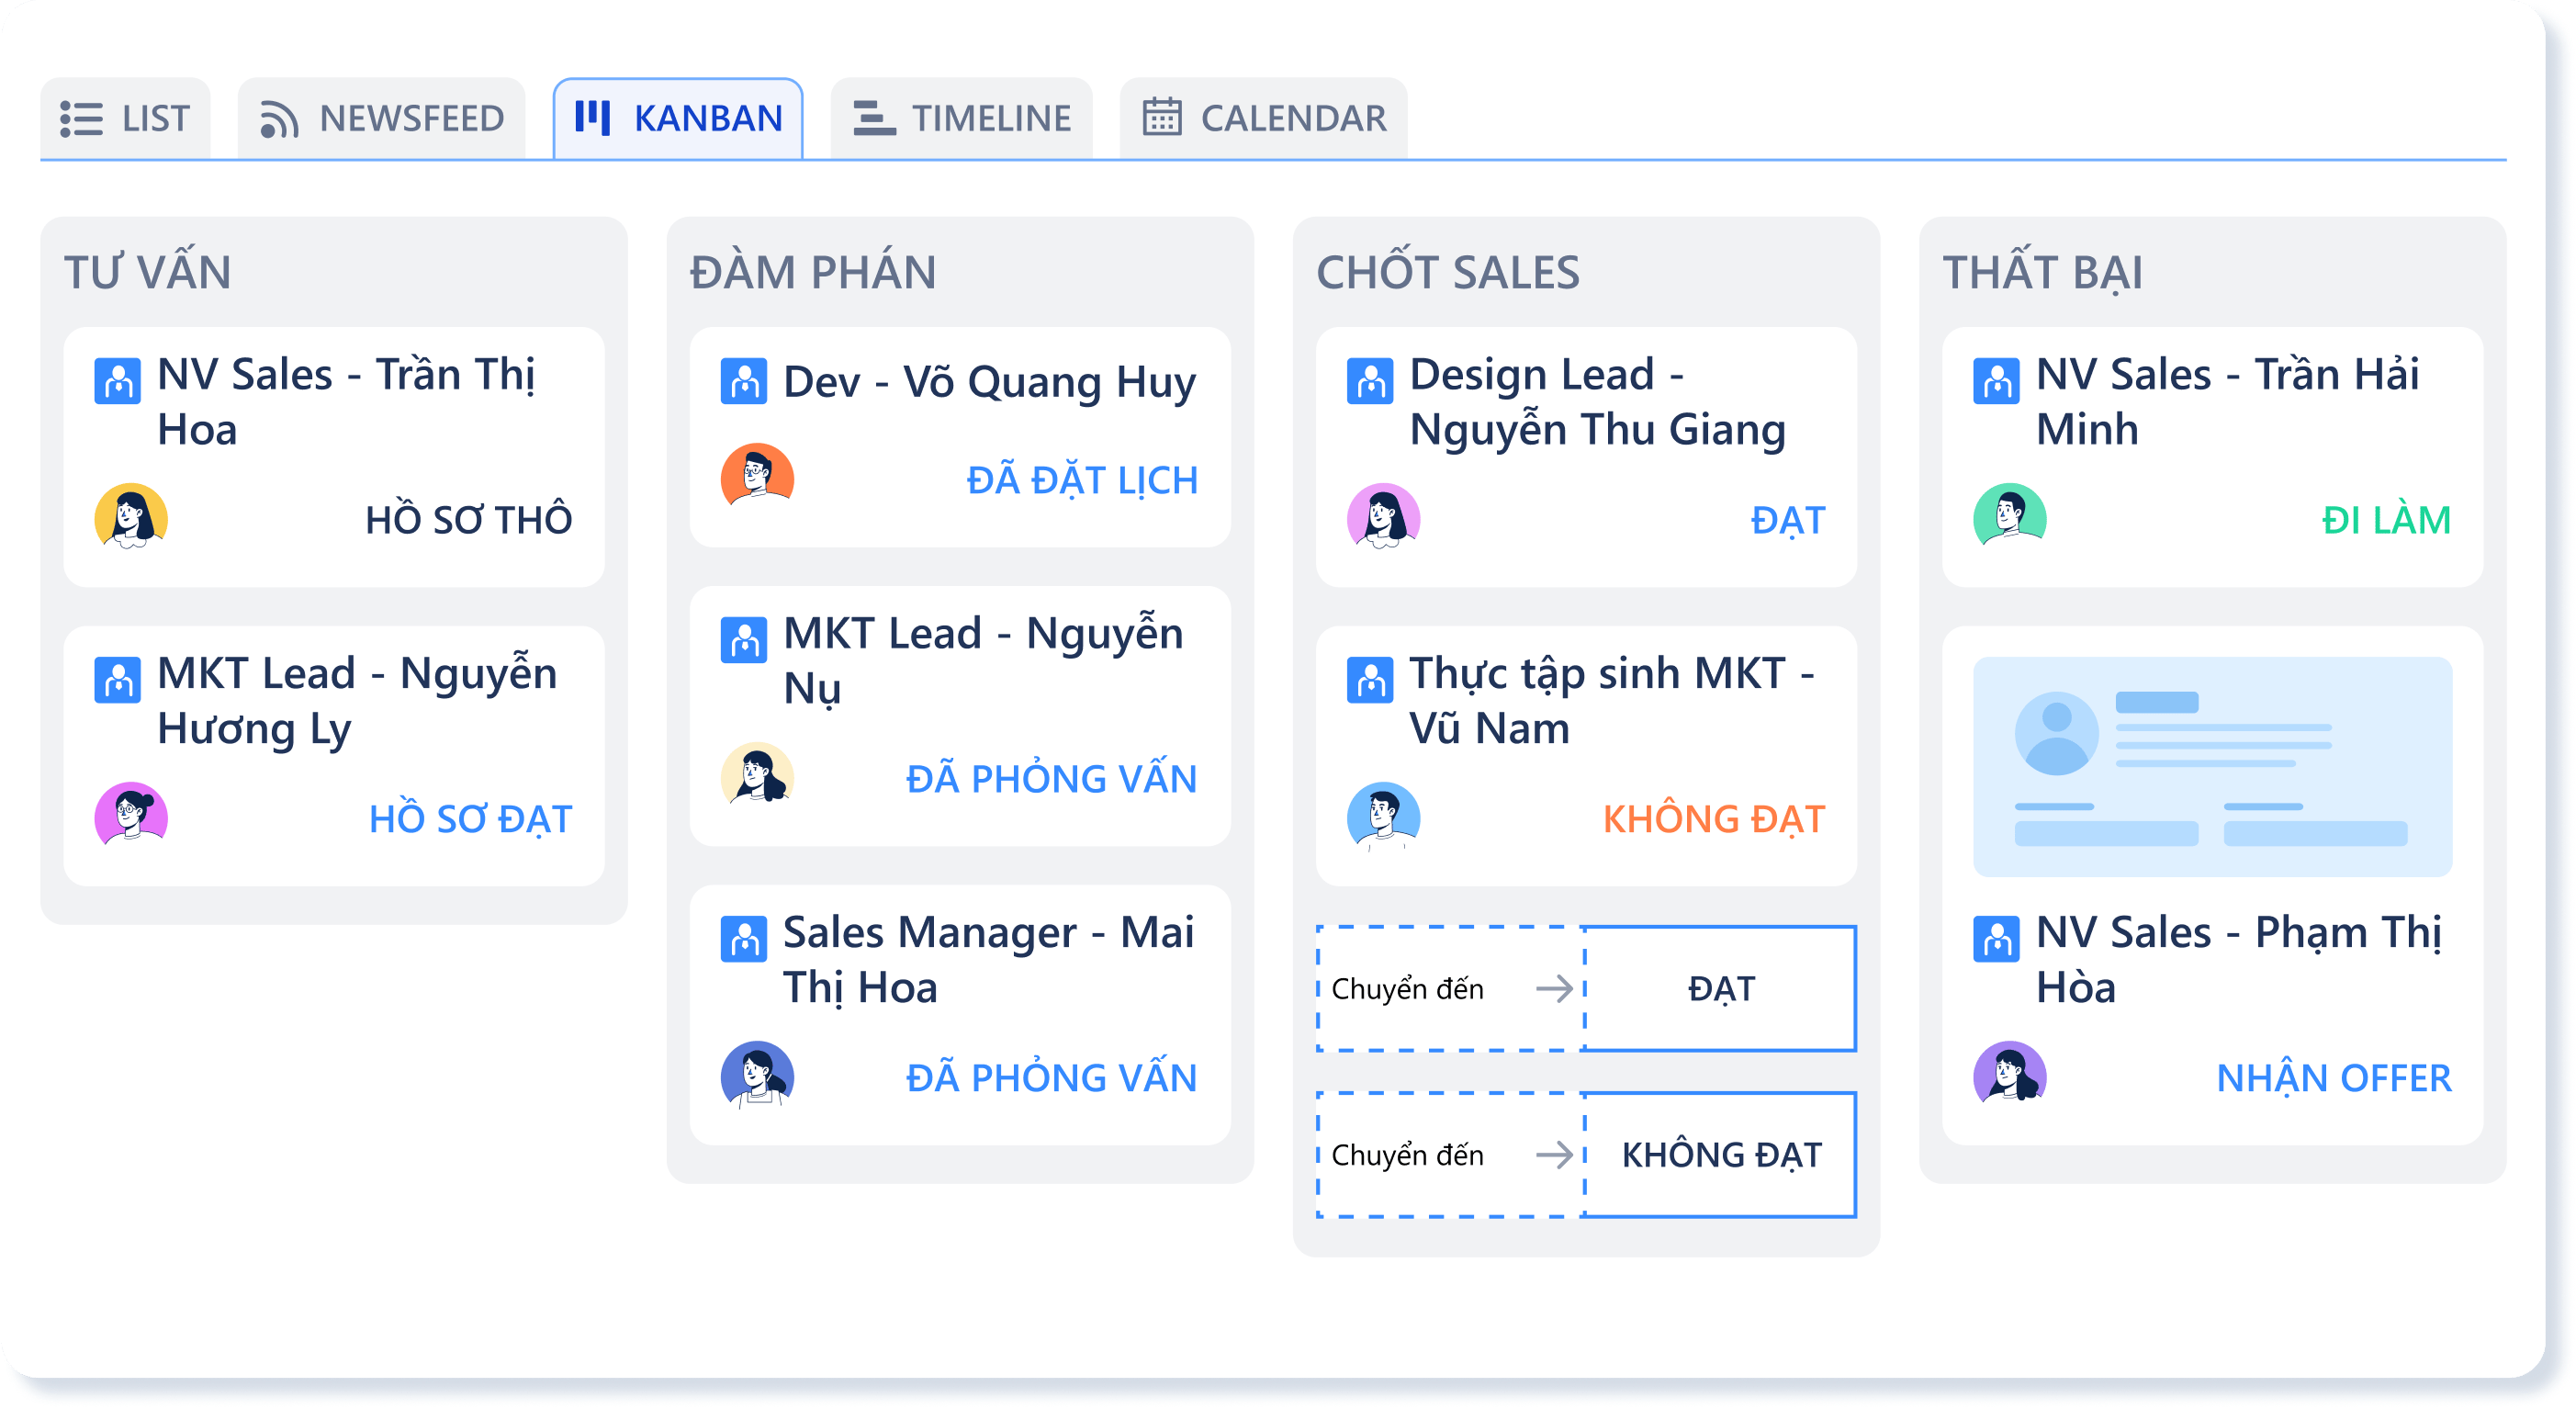 LIST
NEWSFEED
KANBAN
TIMELINE
CALENDAR
TƯ VẤN
NV Sales - Trần Thị
Hoa
HỒ SƠ THÔ
MKT Lead - Nguyễn
Hương Ly
HỒ SƠ ĐẠT
ĐÀM PHÁN
Dev - Võ Quang Huy
ĐÃ ĐẶT LỊCH
MKT Lead - Nguyễn
Nụ
ĐÃ PHỎNG VẤN
Sales Manager - Mai
Thị Hoa
ĐÃ PHỎNG VẤN
CHỐT SALES
Design Lead -
Nguyễn Thu Giang
ĐẠT
Thực tập sinh MKT -
Vũ Nam
KHÔNG ĐẠT
Chuyển đến
ĐẠT
Chuyển đến
KHÔNG ĐẠT
THẤT BẠI
NV Sales - Trần Hải
Minh
ĐI LÀM
NV Sales - Phạm Thị
Hòa
NHẬN OFFER